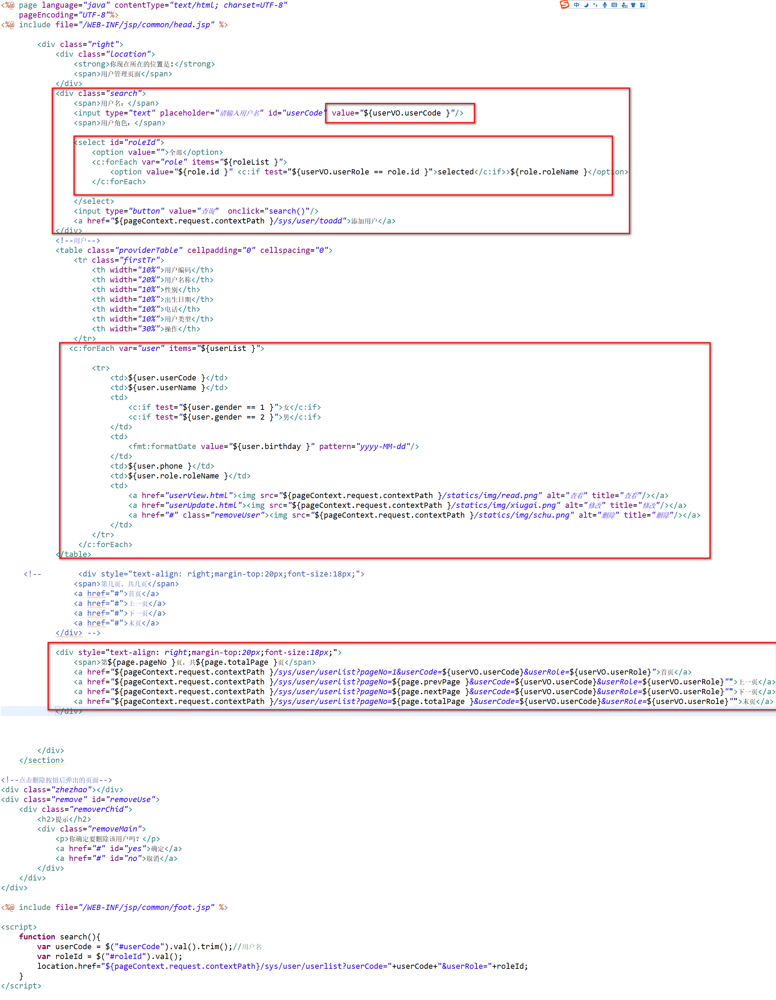 <%@ page language="java" contentType="text/html; charset=UTF-8"
中
pageEncoding="UTF-8"%>
<%@ include file="/WEB-INF/jsp/common/head.jsp" %>
<div class="right">
<div class="location">
<strong>你现在所在的位置是:</strong>
<span>用户管理页面</span>
</div>
<div class="search">
<span>用户名：</span>
<input type="text" placeholder="请输入用户名" id="userCode" value="${userVO.userCode }"/>
<span>用户角色：</span>
<select id="roleId">
<option value="">全部</option>
<c:forEach var="role" items="${roleList }">
<option value="${role.id }" <c:if test="${userVO.userRole == role.id }">selected</c:if>>${role.roleName }</option>
</c:forEach>
</select>
<input type="button" value="查询"  onclick="search()"/>
<a href="${pageContext.request.contextPath }/sys/user/toadd">添加用户</a>
</div>
<!--用户-->
<table class="providerTable" cellpadding="0" cellspacing="0">
<tr class="firstTr">
<th width="10%">用户编码</th>
<th width="20%">用户名称</th>
<th width="10%">性别</th>
<th width="10%">出生日期</th>
<th width="10%">电话</th>
<th width="10%">用户类型</th>
<th width="30%">操作</th>
</tr>
<c:forEach var="user" items="${userList }">
<tr>
<td>${user.userCode }</td>
<td>${user.userName }</td>
<td>
<c:if test="${user.gender == 1 }">女</c:if>
<c:if test="${user.gender == 2 }">男</c:if>
</td>
<td>
<fmt:formatDate value="${user.birthday }" pattern="yyyy-MM-dd"/>
</td>
<td>${user.phone }</td>
<td>${user.role.roleName }</td>
<td>
<a href="userView.html"><img src="${pageContext.request.contextPath }/statics/img/read.png" alt="查看" title="查看"/></a>
<a href="userUpdate.html"><img src="${pageContext.request.contextPath }/statics/img/xiugai.png" alt="修改" title="修改"/></a>
<a href="#" class="removeUser"><img src="${pageContext.request.contextPath }/statics/img/schu.png" alt="删除" title="删除"/></a>
</td>
</tr>
</c:forEach>
</table>
<!--        <div style="text-align: right;margin-top:20px;font-size:18px;">
<span>第几页，共几页</span>
<a href="#">首页</a>
<a href="#">上一页</a>
<a href="#">下一页</a>
<a href="#">末页</a>
</div> -->
<div style="text-align: right;margin-top:20px;font-size:18px;">
<span>第${page.pageNo }页，共${page.totalPage }页</span>
<a href="${pageContext.request.contextPath }/sys/user/userlist?pageNo=1&userCode=${userVO.userCode}&userRole=${userVO.userRole}">首页</a>
<a href="${pageContext.request.contextPath }/sys/user/userlist?pageNo=${page.prevPage }&userCode=${userVO.userCode}&userRole=${userVO.userRole}"">上一页</a>
<a href="${pageContext.request.contextPath }/sys/user/userlist?pageNo=${page.nextPage }&userCode=${userVO.userCode}&userRole=${userVO.userRole}"">下一页</a>
<a href="${pageContext.request.contextPath }/sys/user/userlist?pageNo=${page.totalPage }&userCode=${userVO.userCode}&userRole=${userVO.userRole}"">末页</a>
</div>
</div>
</section>
<!--点击删除按钮后弹出的页面-->
<div class="zhezhao"></div>
<div class="remove" id="removeUse">
<div class="removerChid">
<h2>提示</h2>
<div class="removeMain">
<p>你确定要删除该用户吗？</p>
<a href="#" id="yes">确定</a>
<a href="#" id="no">取消</a>
</div>
</div>
</div>
<%@ include file="/WEB-INF/jsp/common/foot.jsp" %>
<script>
function search(){
var userCode = $("#userCode").val().trim();//用户名
var roleId = $("#roleId").val();
location.href="${pageContext.request.contextPath}/sys/user/userlist?userCode="+userCode+"&userRole="+roleId;
}
</script>